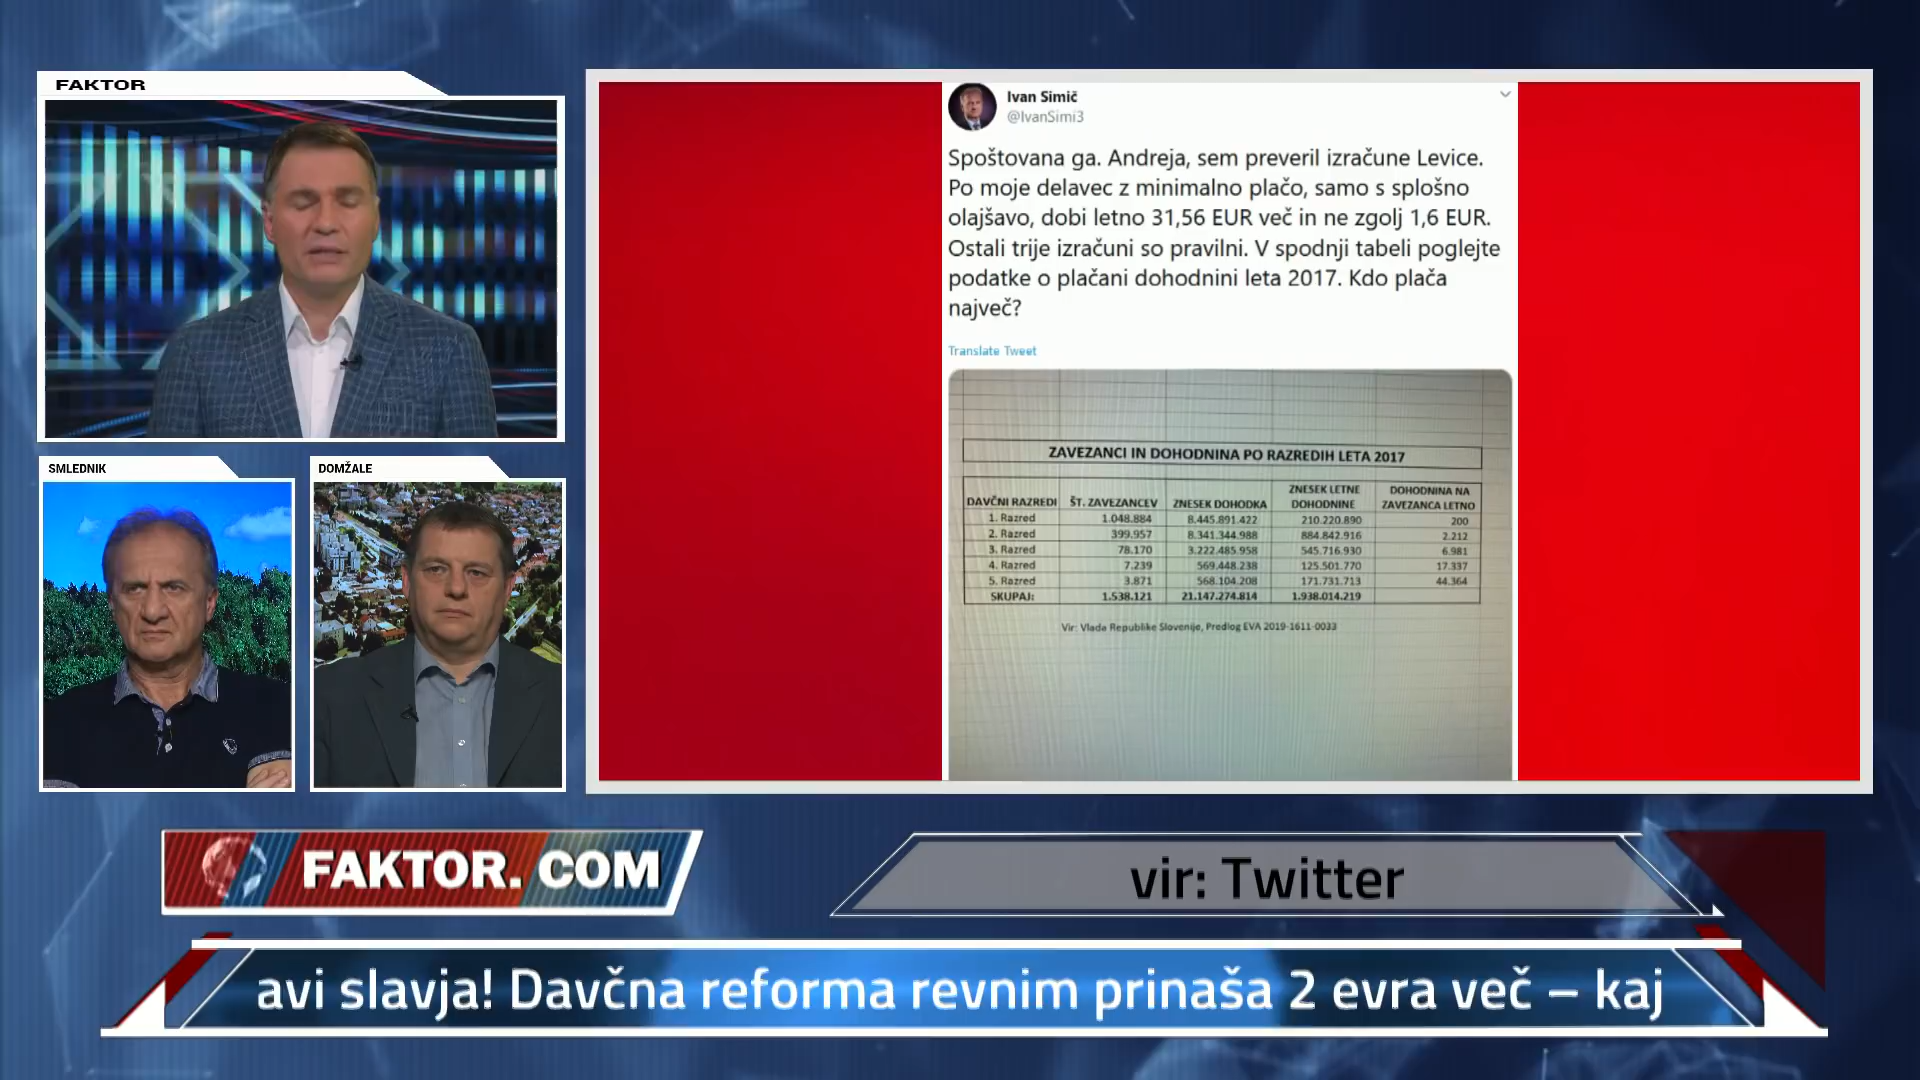 FAKTOR
SMLEDNIK
DOMŽALE
Ivan Simič
@IvanSimi3
Spoštovana ga. Andreja, sem preveril izračune Levice.
Po moje delavec z minimalno plačo, samo s splošno
olajšavo, dobi letno 31,56 EUR več in ne zgolj 1,6 EUR.
Ostali trije izračuni so pravilni. V spodnji tabeli poglejte
podatke o plačani dohodnini leta 2017. Kdo plača
največ?
Translate Tweet
ZAVEZANCI IN DOHODNINA PO RAZREDIH LETA 2017
DAVČNI RAZREDI ŠT. ZAVEZANCEV ZNESEK DOHODKA ZNESEK LETNE DOHODNINE DOHODNINA NA ZAVEZANCA LETNO
1. Razred 1.048.884 8.445.891.422 210.220.890 200
2. Razred 399.957 8.341.344.988 884.842.916 2.212
3. Razred 78.170 3.222.485.958 545.716.930 6.981
4. Razred 7.239 569.448.238 125.501.770 17.337
5. Razred 3.871 568.104.208 171.731.713 44.364
SKUPAJ: 1.538.121 21.147.274.814 1.938.014.219
Vir: Vlada Republike Slovenije, Predlog EVA 2019-1611-0033
FAKTOR. COM
vir: Twitter
avi slavja! Davčna reforma revnim prinaša 2 evra več – kaj